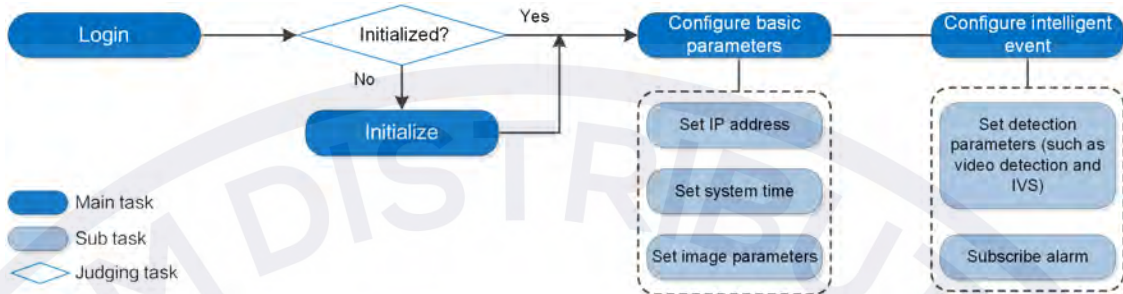 Login
Initialized?
Yes
No
Initialize
Configure basic
parameters
Set IP address
Set system time
Set image parameters
Configure intelligent
event
Set detection
parameters (such as
video detection and
IVS)
Subscribe alarm
Main task
Sub task
Judging task
M DISTRIBUT